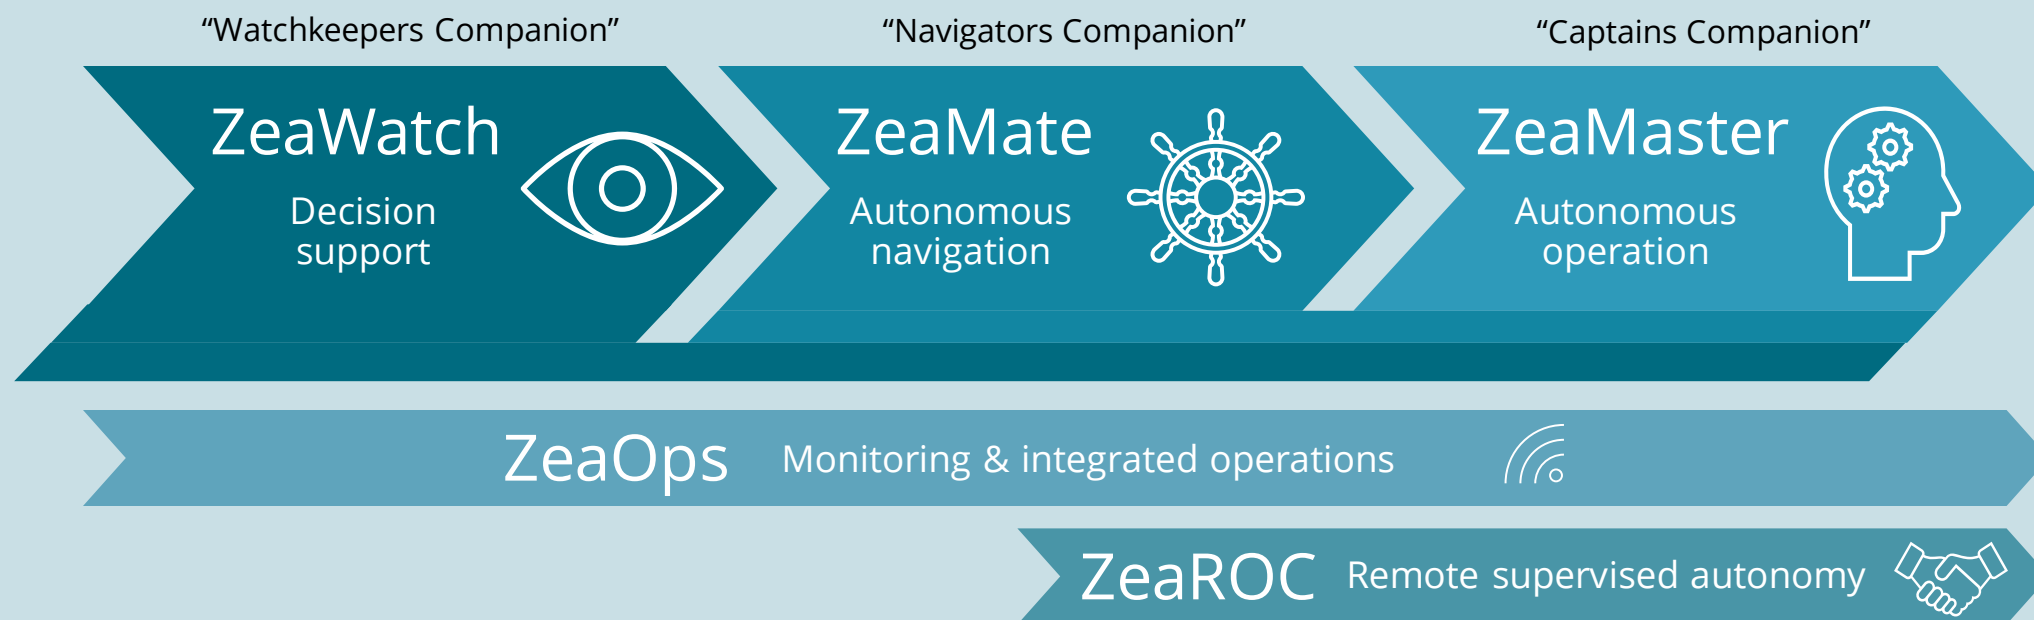 “Watchkeepers Companion”
“Navigators Companion”
“Captains Companion”
ZeaWatch
Decision
support
ZeaMate
Autonomous
navigation
ZeaMaster
Autonomous
operation
ZeaOps Monitoring & integrated operations
ZeaROC Remote supervised autonomy